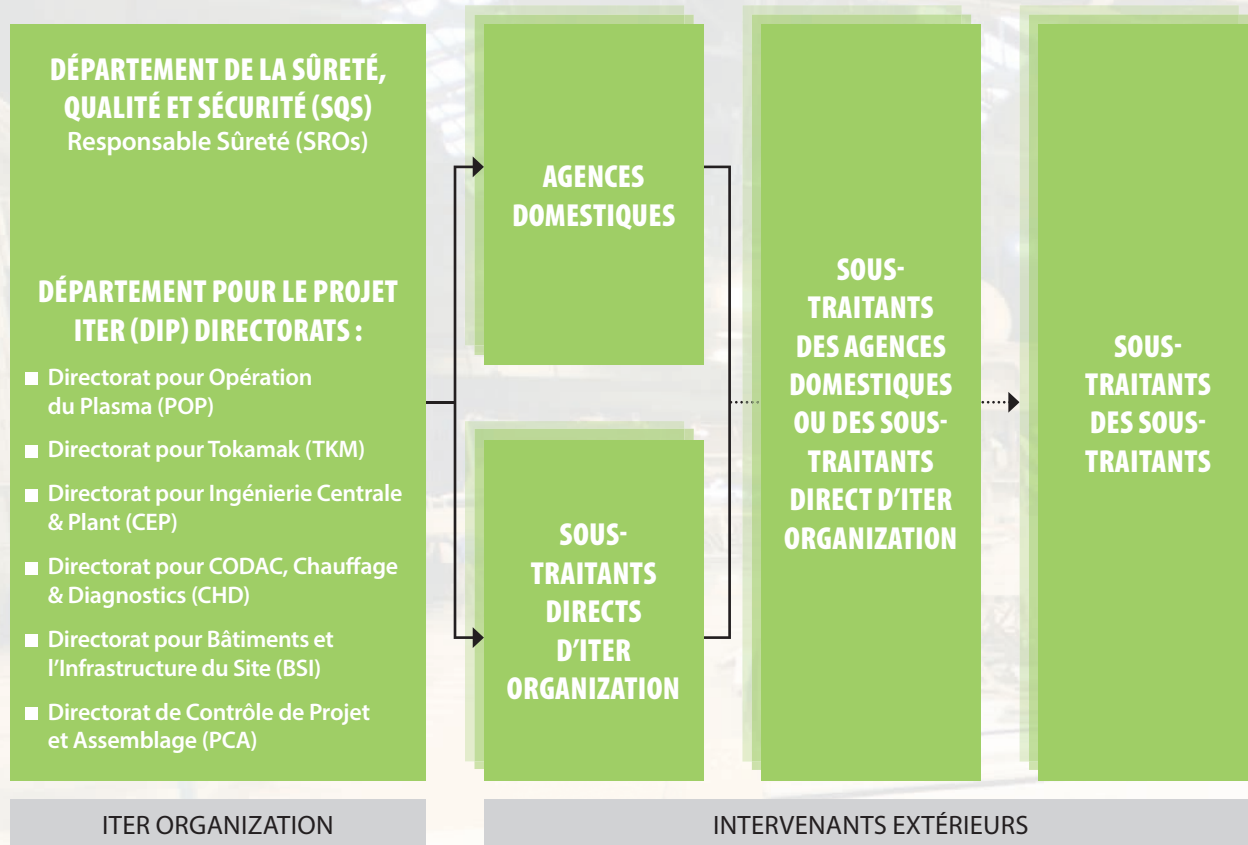 DÉPARTEMENT DE LA SÛRETÉ,
QUALITÉ ET SÉCURITÉ (SQS)
Responsable Sûreté (SROs)
DÉPARTEMENT POUR LE PROJET
ITER (DIP) DIRECTORATS :
Directorat pour Opération
du Plasma (POP)
Directorat pour Tokamak (TKM)
Directorat pour Ingénierie Centrale
& Plant (CEP)
Directorat pour CODAC, Chauffage
& Diagnostics (CHD)
Directorat pour Bâtiments et
l'Infrastructure du Site (BSI)
Directorat de Contrôle de Projet
et Assemblage (PCA)
AGENCES
DOMESTIQUES
SOUS-
TRAITANTS
DIRECTS
D'ITER
ORGANIZATION
SOUS-
TRAITANTS
DES AGENCES
DOMESTIQUES
OU DES SOUS-
TRAITANTS
DIRECT D'ITER
ORGANIZATION
SOUS-
TRAITANTS
DES SOUS-
TRAITANTS
ITER ORGANIZATION
INTERVENANTS EXTÉRIEURS